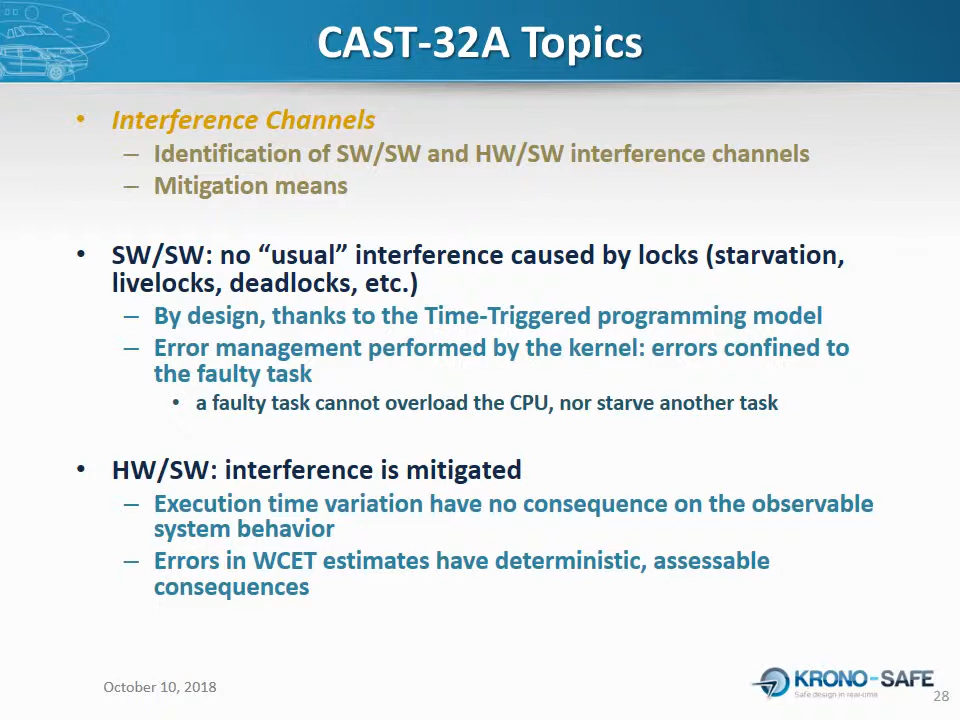 CAST-32A Topics
• Interference Channels
– Identification of SW/SW and HW/SW interference channels
– Mitigation means
• SW/SW: no “usual” interference caused by locks (starvation,
livelocks, deadlocks, etc.)
– By design, thanks to the Time-Triggered programming model
– Error management performed by the kernel: errors confined to
the faulty task
• a faulty task cannot overload the CPU, nor starve another task
• HW/SW: interference is mitigated
– Execution time variation have no consequence on the observable
system behavior
– Errors in WCET estimates have deterministic, assessable
consequences
October 10, 2018
KRONO-SAFE
Safe design in real-time
28